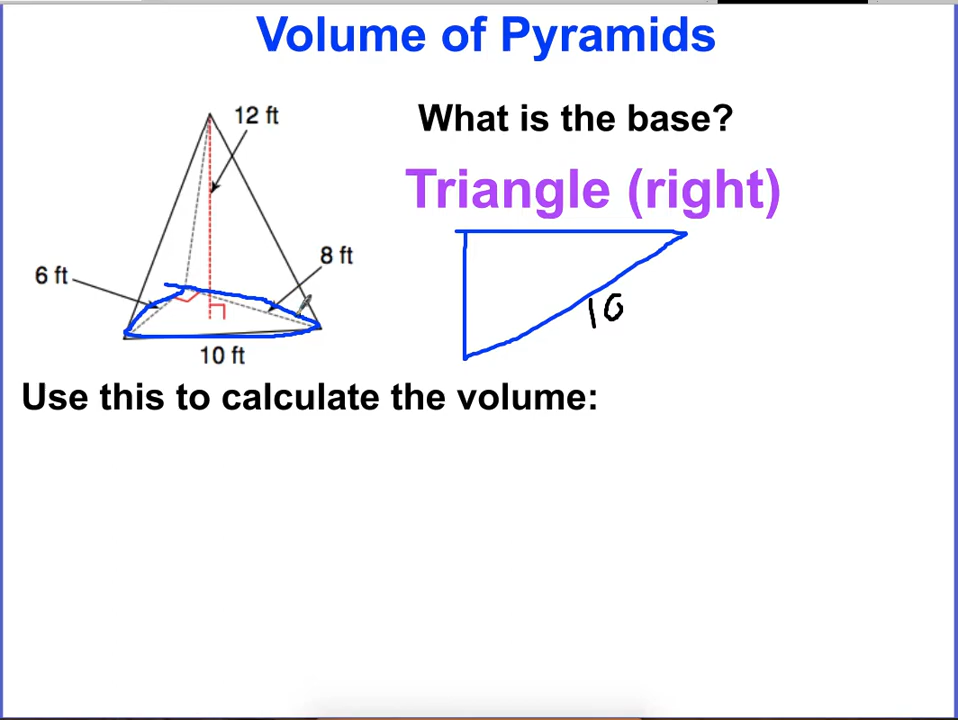 Volume of Pyramids
12 ft
What is the base?
Triangle (right)
8 ft
6 ft
10
10 ft
Use this to calculate the volume: